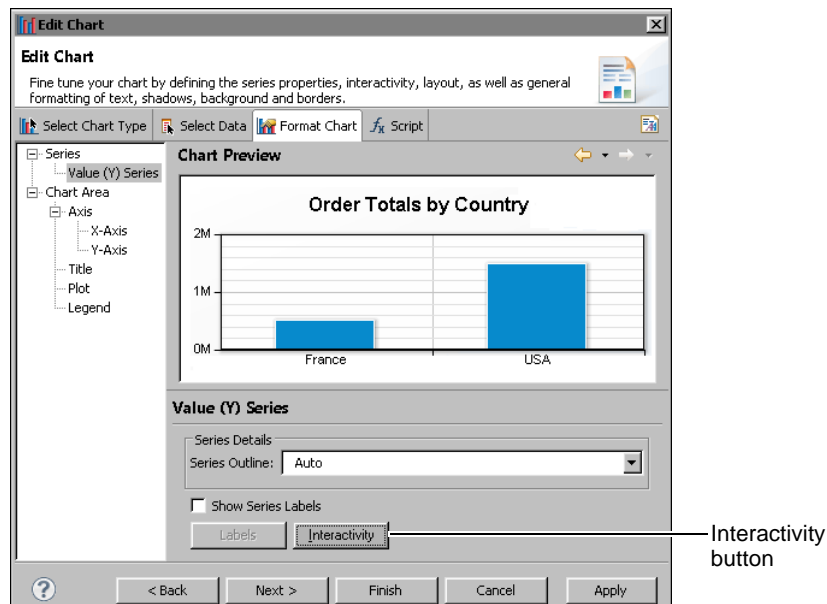 Edit Chart
Edit Chart
Fine tune your chart by defining the series properties, interactivity, layout, as well as general
formatting of text, shadows, background and borders.
Select Chart Type Select Data Format Chart fx Script
Series
Value (Y) Series
Chart Area
Axis
X-Axis
Y-Axis
Title
Plot
Legend
Chart Preview
Order Totals by Country
2M
1M
0M
France USA
Value (Y) Series
Series Details
Series Outline: Auto
Show Series Labels
Labels Interactivity
Interactivity
button
? < Back Next > Finish Cancel Apply